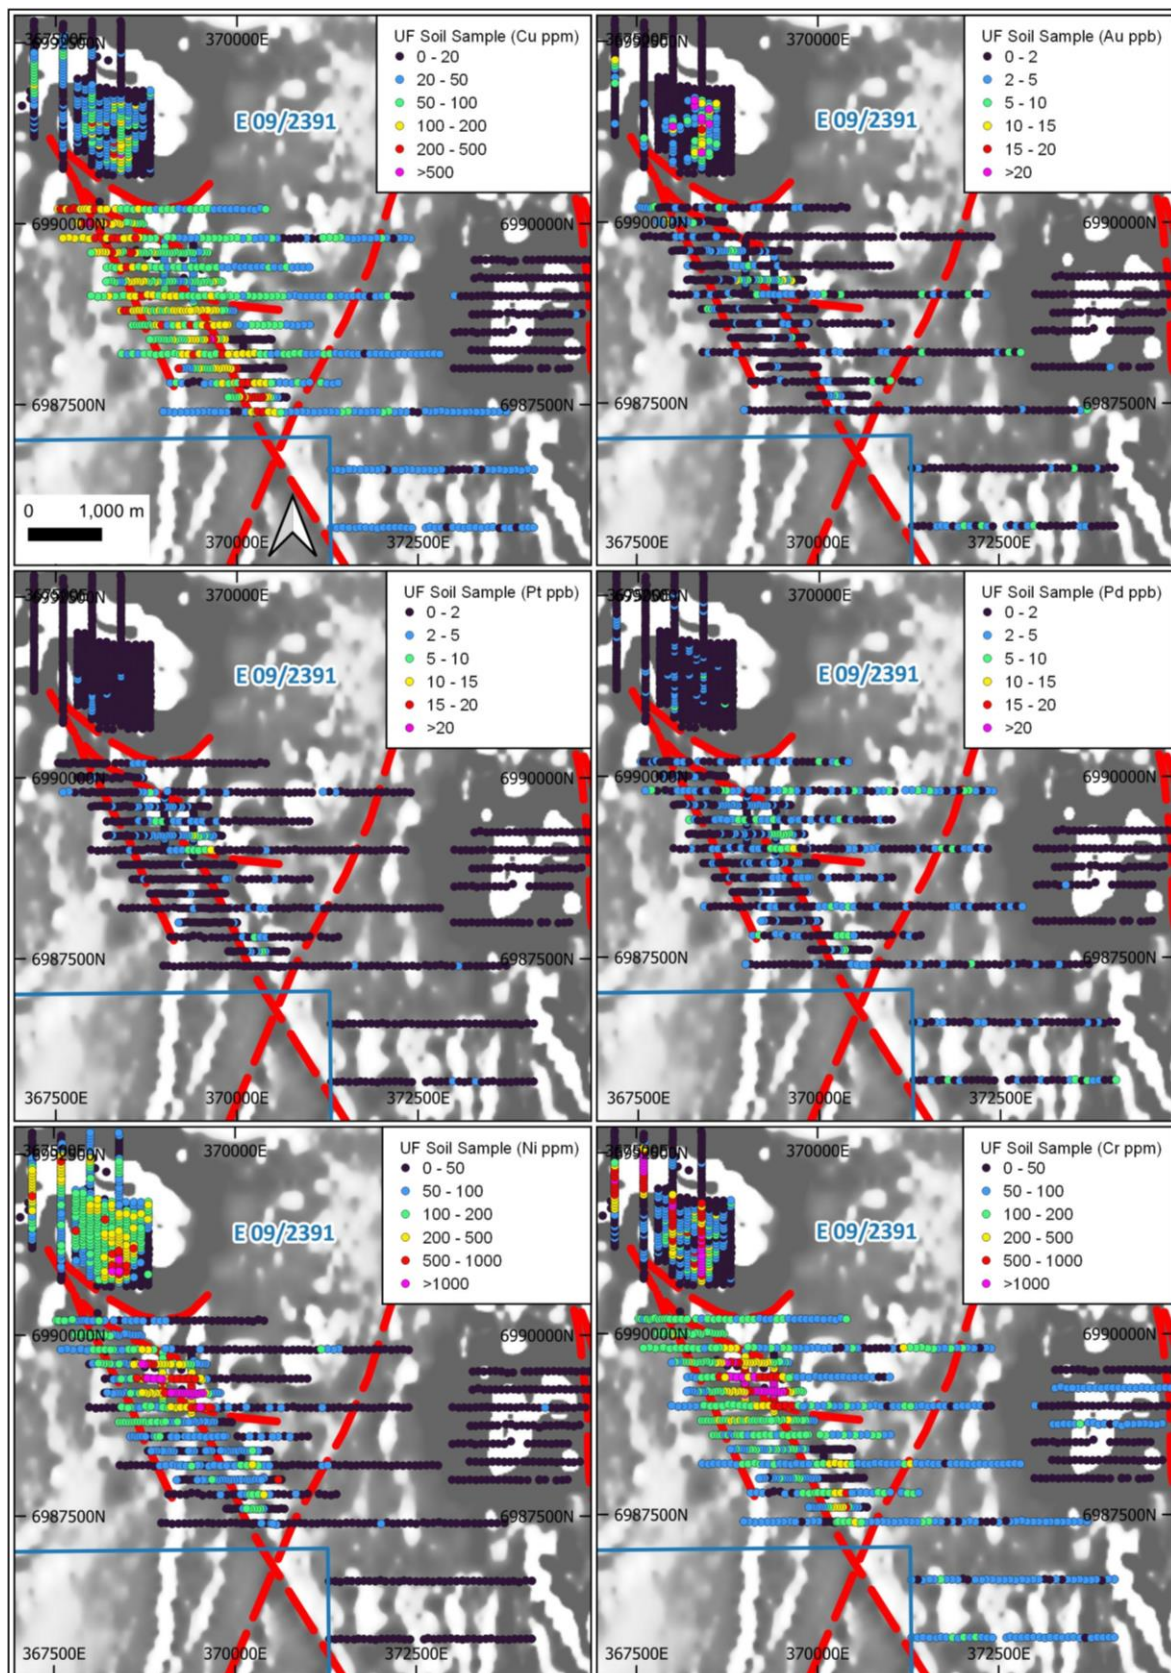 UF Soil Sample (Cu ppm)
0 - 20
20 - 50
50 - 100
100 - 200
200 - 500
>500
370000E
E 09/2391
6990000N
6990000N
6987500N
6987500N
0 1,000 m
370000E
372500E
UF Soil Sample (Au ppb)
0 - 2
2 - 5
5 - 10
10 - 15
15 - 20
>20
370000E
E 09/2391
6990000N
6990000N
6987500N
6987500N
367500E
370000E
372500E
UF Soil Sample (Pt ppb)
0 - 2
2 - 5
5 - 10
10 - 15
15 - 20
>20
370000E
E 09/2391
6990000N
6990000N
6987500N
6987500N
367500E
370000E
372500E
UF Soil Sample (Pd ppb)
0 - 2
2 - 5
5 - 10
10 - 15
15 - 20
>20
370000E
E 09/2391
6990000N
6990000N
6987500N
6987500N
367500E
370000E
372500E
UF Soil Sample (Ni ppm)
0 - 50
50 - 100
100 - 200
200 - 500
500 - 1000
>1000
370000E
E 09/2391
6990000N
6990000N
6987500N
6987500N
367500E
370000E
372500E
UF Soil Sample (Cr ppm)
0 - 50
50 - 100
100 - 200
200 - 500
500 - 1000
>1000
370000E
E 09/2391
6990000N
6990000N
6987500N
6987500N
367500E
370000E
372500E